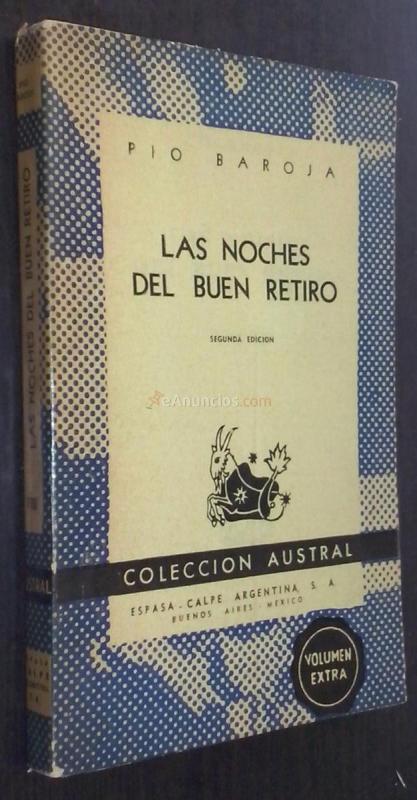 PIO BAROJA
LAS NOCHES
DEL BUEN RETIRO
SEGUNDA EDICION
eAnuncios.com
COLECCION AUSTRAL
ESPASA - CALPE ARGENTINA, S. A.
BUENOS AIRES - MEXICO
VOLUMEN
EXTRA
LAS NOCHES DEL BUEN RETIRO